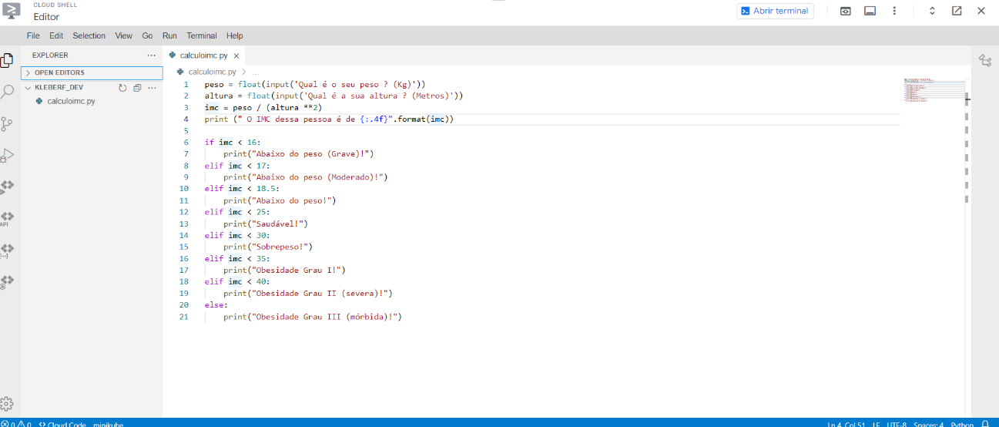 CLOUD SHELL
Editor
Abrir terminal
File Edit Selection View Go Run Terminal Help
EXPLORER
calculoimc.py
OPEN EDITORS
KLEBERF_DEV
calculoimc.py
calculoimc.py > ...
1 peso = float(input('Qual é o seu peso ? (Kg)'))
2 altura = float(input('Qual é a sua altura ? (Metros)'))
3 imc = peso / (altura **2)
4 print (" O IMC dessa pessoa é de {:.4f}".format(imc))
5
6 if imc < 16:
7     print("Abaixo do peso (Grave)!")
8 elif imc < 17:
9     print("Abaixo do peso (Moderado)!")
10 elif imc < 18.5:
11     print("Abaixo do peso!")
12 elif imc < 25:
13     print("Saudável!")
14 elif imc < 30:
15     print("Sobrepeso!")
16 elif imc < 35:
17     print("Obesidade Grau I!")
18 elif imc < 40:
19     print("Obesidade Grau II (severa)!")
20 else:
21     print("Obesidade Grau III (mórbida)!")
API
0 0 Cloud Code minikube
Ln 4, Col 51 LF UTF-8 Spaces: 4 Python